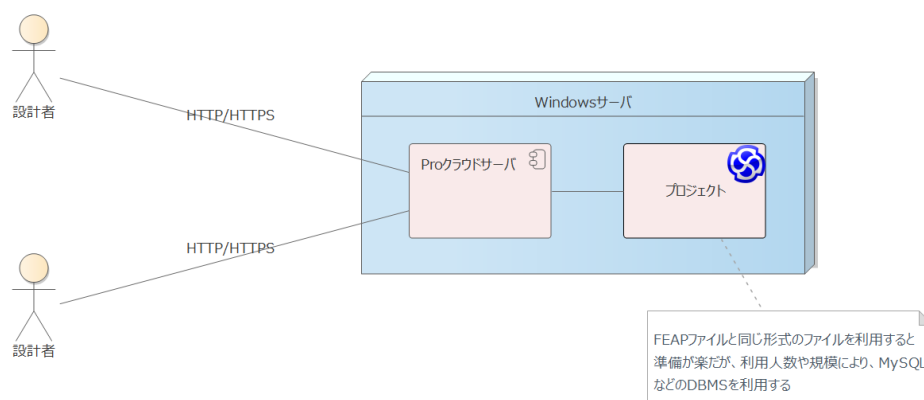 設計者
HTTP/HTTPS
Windowsサーバ
Proクラウドサーバ
プロジェクト
HTTP/HTTPS
設計者
FEAPファイルと同じ形式のファイルを利用すると
準備が楽だが、利用人数や規模により、MySQL
などのDBMSを利用する